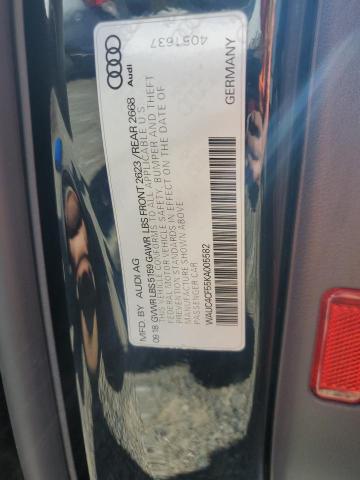 Audi
4051637
GERMANY
MFD. BY AUDI AG
09 18 GVWR LBS 5159 GAWR LBS FRONT 2623 / REAR 2668
THIS VEHICLE CONFORMS TO ALL APPLICABLE U.S.
FEDERAL MOTOR VEHICLE SAFETY, BUMPER AND THEFT
PREVENTION STANDARDS IN EFFECT ON THE DATE OF
MANUFACTURE SHOWN ABOVE
PASSENGER CAR
WAUC4CF55KA005582